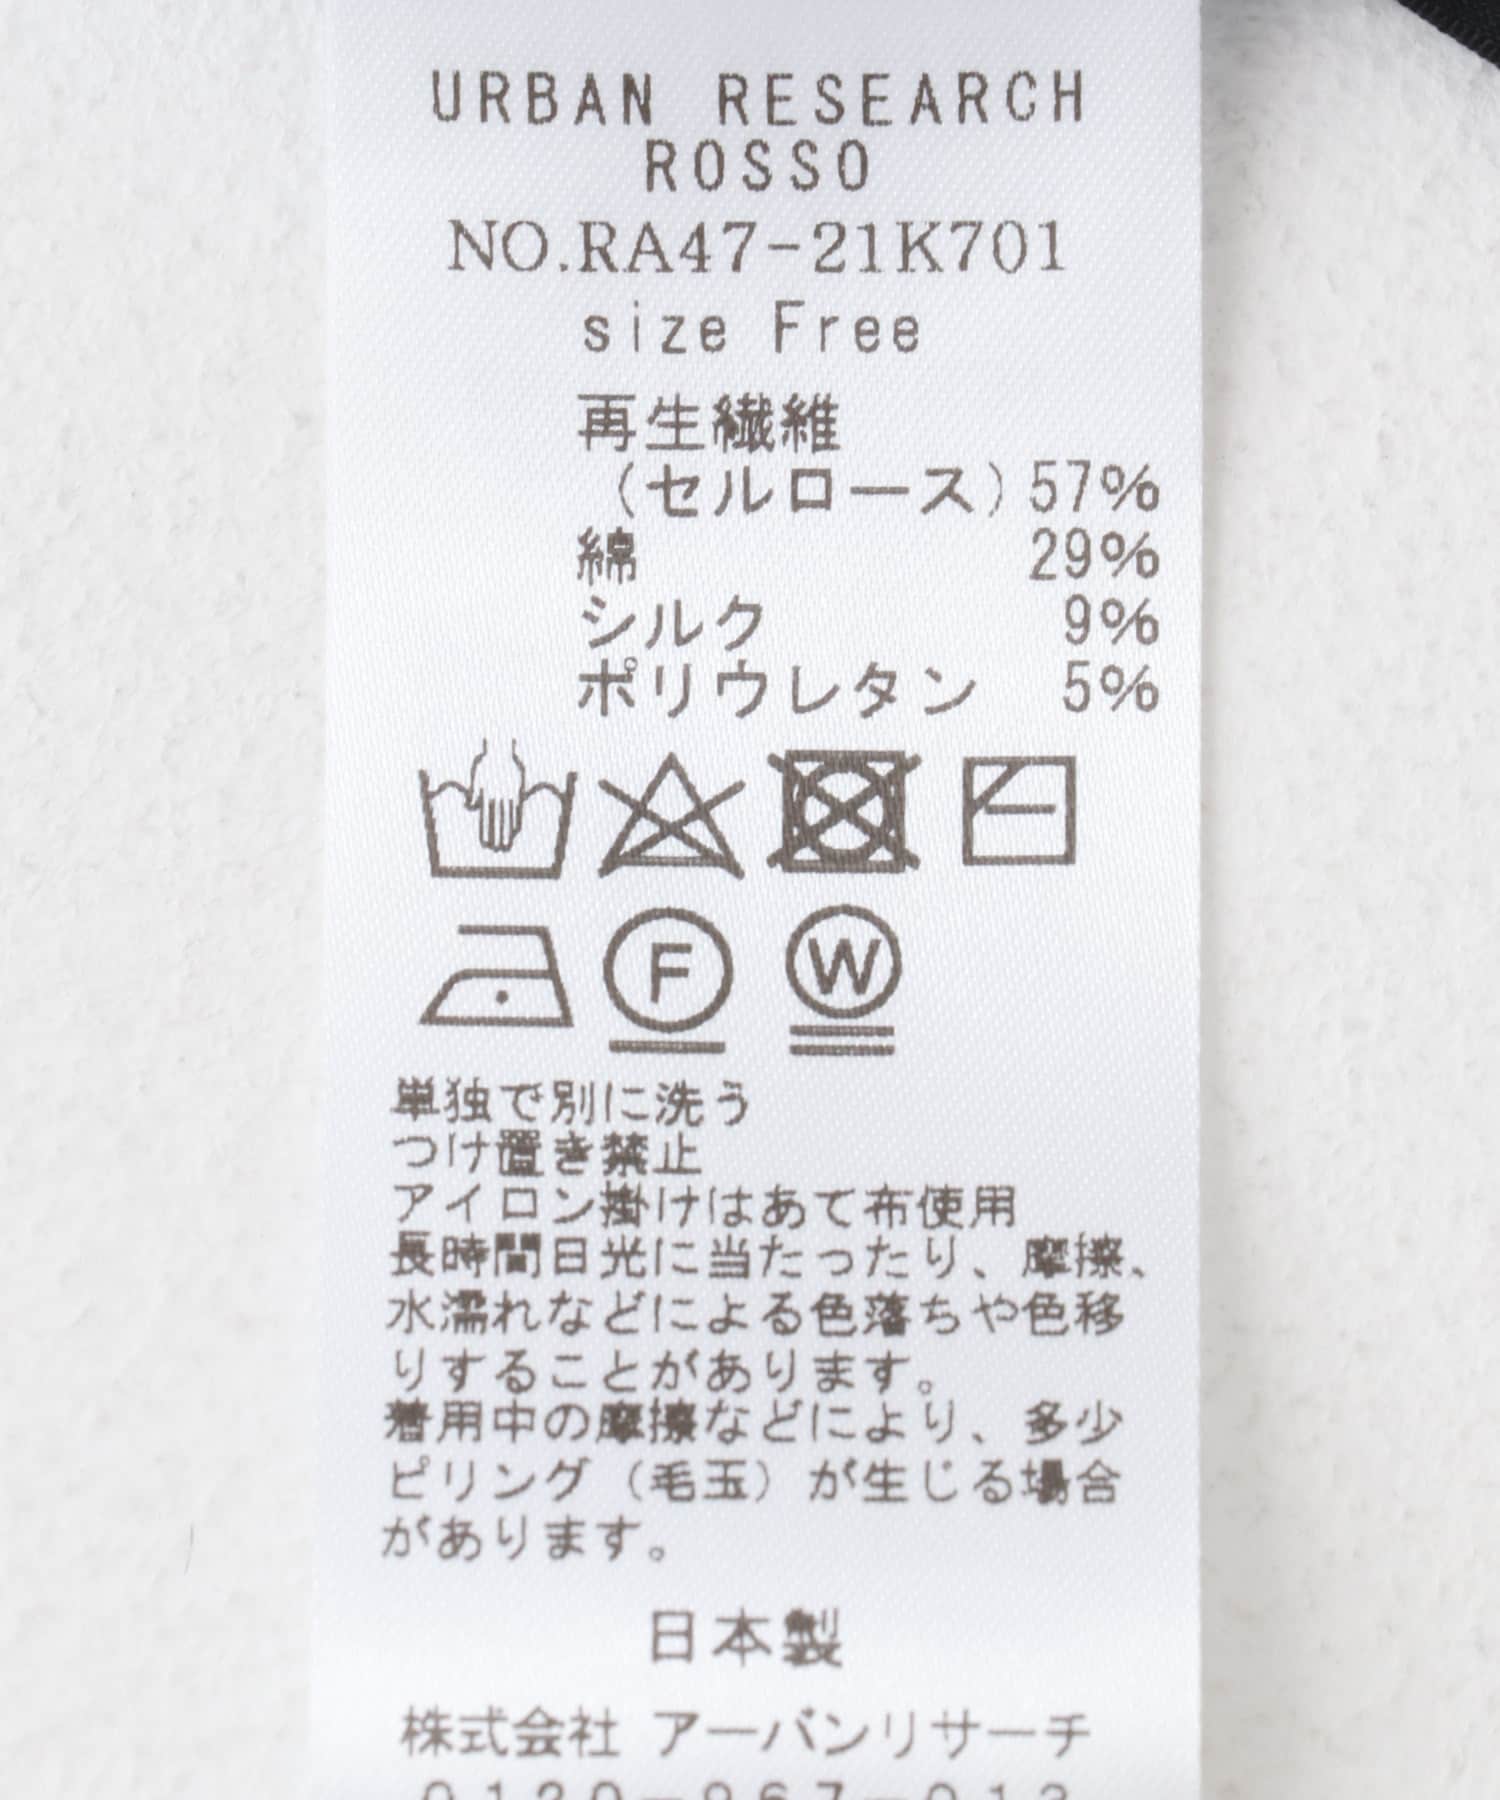 URBAN RESEARCH
ROSSO
NO.RA47-21K701
size Free
再生繊維
(セルロース) 57%
綿 29%
シルク 9%
ポリウレタン 5%
F
W
単独で別に洗う
つけ置き禁止
アイロン掛けはあて布使用
長時間日光に当たったり、摩擦、
水濡れなどによる色落ちや色移
りすることがあります。
着用中の摩擦などにより、多少
ピリング(毛玉)が生じる場合
があります。
日本製
株式会社 アーバンリサーチ